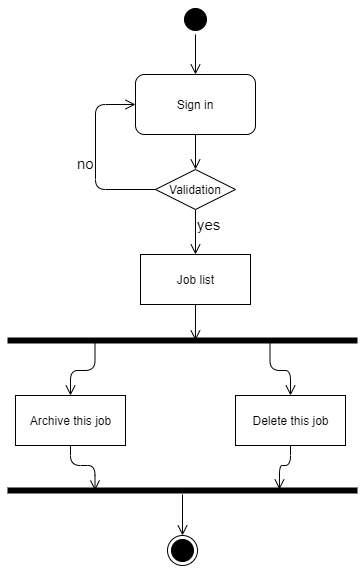 Sign in
no
Validation
yes
Job list
Archive this job
Delete this job